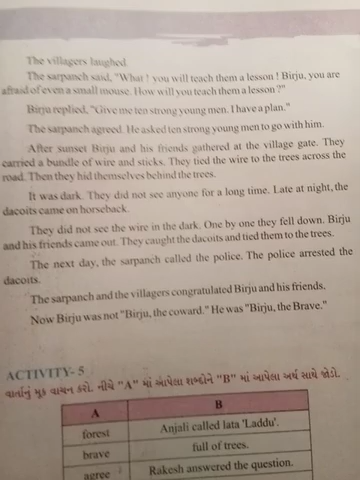 The villagers laughed.
The sarpanch said, "What ! you will teach them a lesson ! Birju, you are
afraid of even a small mouse. How will you teach them a lesson ?"
Birju replied, "Give me ten strong young men. I have a plan."
The sarpanch agreed. He asked ten strong young men to go with him.
After sunset Birju and his friends gathered at the village gate. They
carried a bundle of wire and sticks. They tied the wire to the trees across the
road. Then they hid themselves behind the trees.
It was dark. They did not see anyone for a long time. Late at night, the
dacoits came on horseback.
They did not see the wire in the dark. One by one they fell down. Birju
and his friends came out. They caught the dacoits and tied them to the trees.
The next day, the sarpanch called the police. The police arrested the
dacoits.
The sarpanch and the villagers congratulated Birju and his friends.
Now Birju was not "Birju, the coward." He was "Birju, the Brave."
ACTIVITY- 5
વાર્તાનું મૂક વાચન કરો. નીચે "A" માં આપેલા શબ્દોને "B" માં આપેલા અર્થ સાથે જોડો.
A B
forest Anjali called lata 'Laddu'.
brave full of trees.
agree Rakesh answered the question.